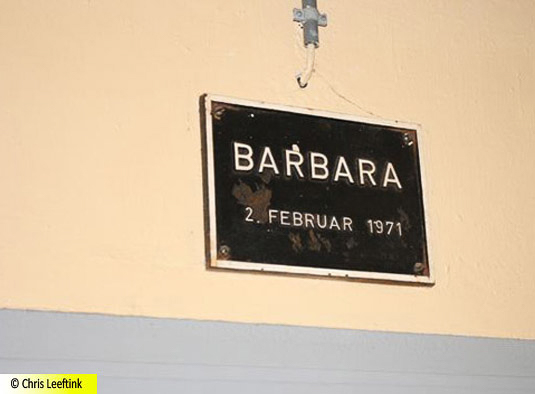 BARBARA
2. FEBRUAR 1971
© Chris Leeftink